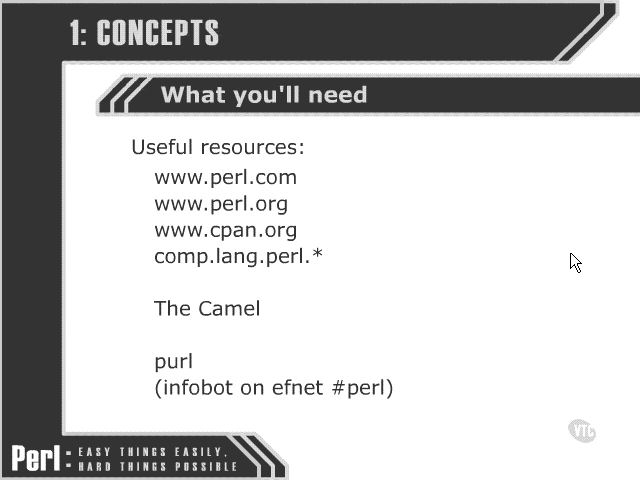 1: CONCEPTS
What you'll need
Useful resources:
www.perl.com
www.perl.org
www.cpan.org
comp.lang.perl.*
The Camel
purl
(infobot on efnet #perl)
VTC
Perl: EASY THINGS EASILY,
HARD THINGS POSSIBLE